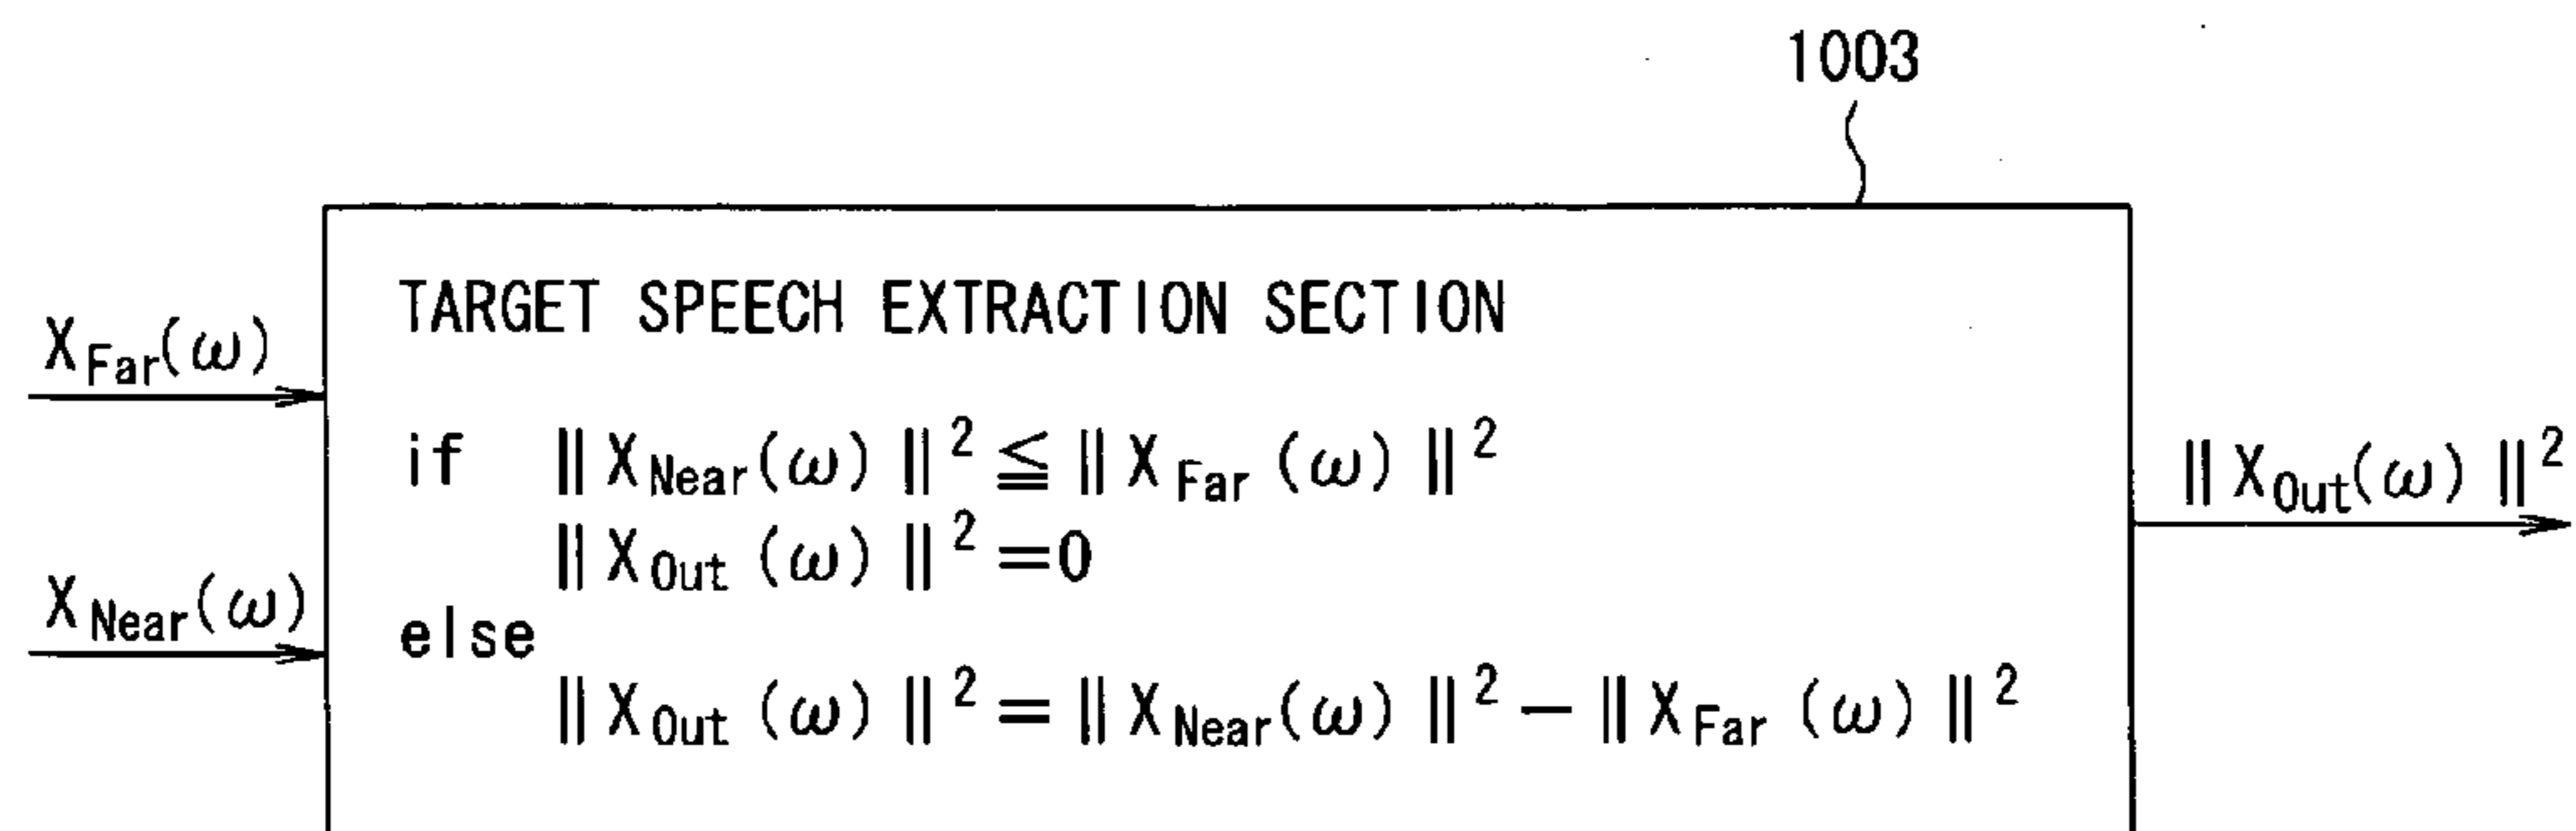 1003
TARGET SPEECH EXTRACTION SECTION
X_Far(ω)
if ‖X_Near(ω)‖² ≦ ‖X_Far(ω)‖²
‖X_Out(ω)‖²=0
‖X_Out(ω)‖²
X_Near(ω)
else
‖X_Out(ω)‖²=‖X_Near(ω)‖²−‖X_Far(ω)‖²